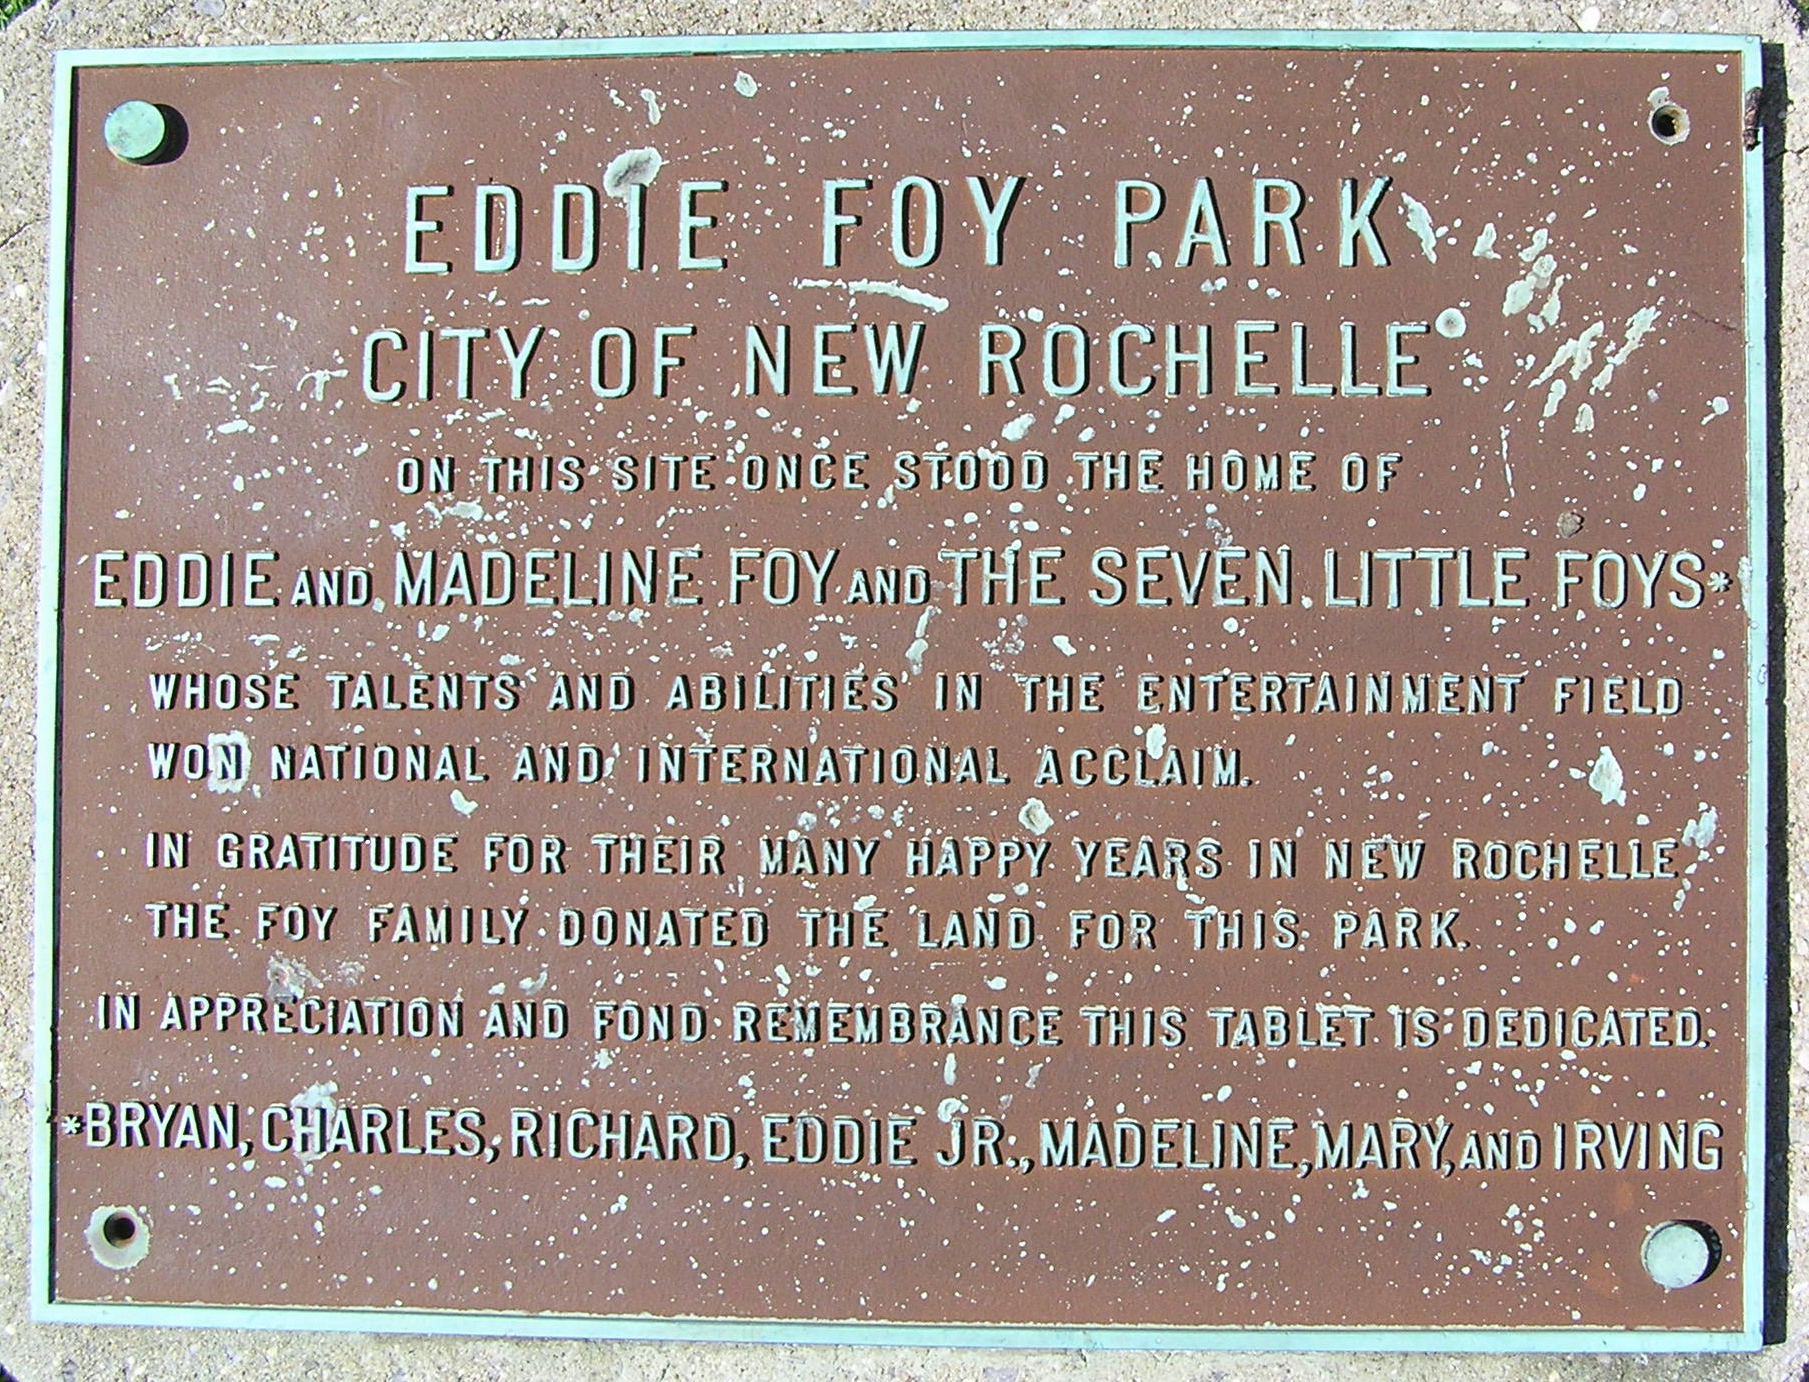 EDDIE FOY PARK
CITY OF NEW ROCHELLE
ON THIS SITE ONCE STOOD THE HOME OF
EDDIE AND MADELINE FOY AND THE SEVEN LITTLE FOYS*
WHOSE TALENTS AND ABILITIES IN THE ENTERTAINMENT FIELD
WON NATIONAL AND INTERNATIONAL ACCLAIM.
IN GRATITUDE FOR THEIR MANY HAPPY YEARS IN NEW ROCHELLE
THE FOY FAMILY DONATED THE LAND FOR THIS PARK.
IN APPRECIATION AND FOND REMEMBRANCE THIS TABLET IS DEDICATED.
*BRYAN, CHARLES, RICHARD, EDDIE JR., MADELINE, MARY, AND IRVING